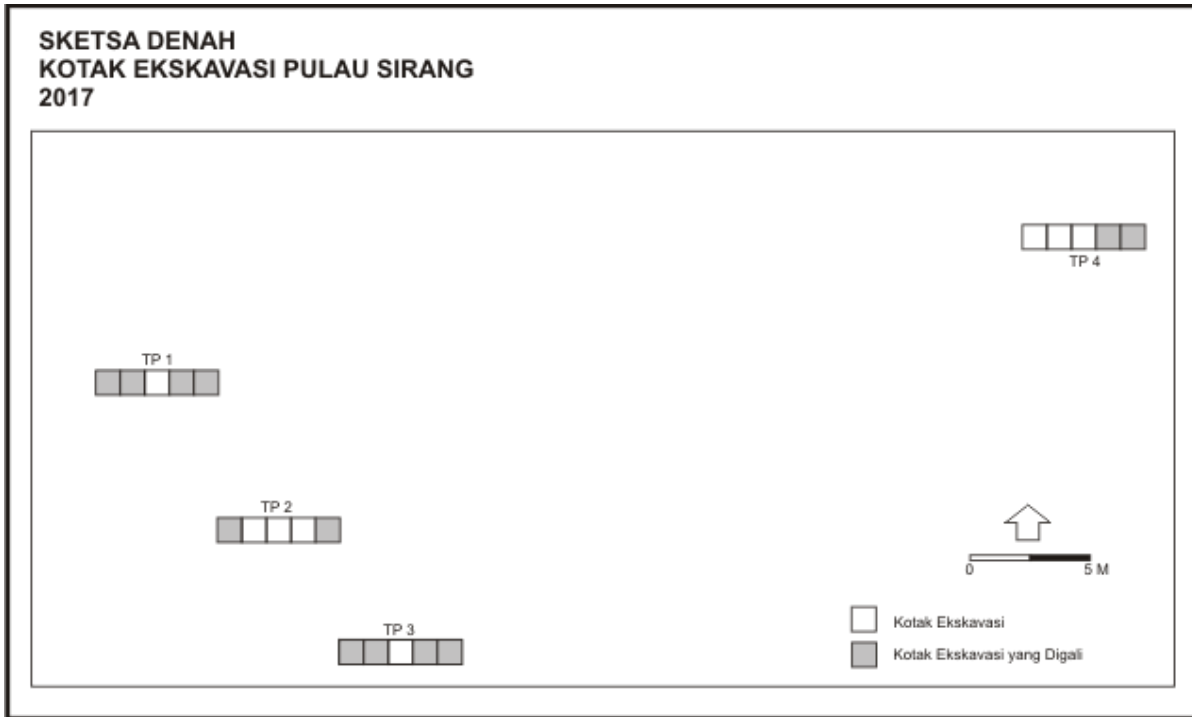 SKETSA DENAH
KOTAK EKSKAVASI PULAU SIRANG
2017
TP 4
TP 1
TP 2
0 5 M
Kotak Ekskavasi
TP 3
Kotak Ekskavasi yang Digali